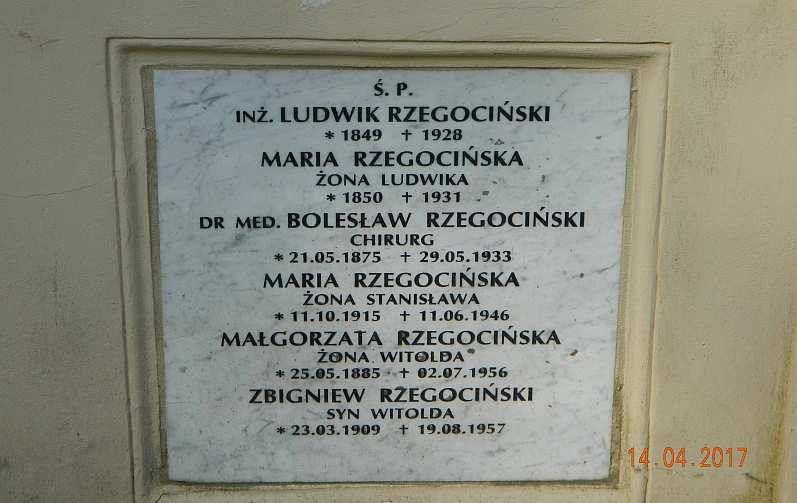 Ś. P.
INŻ. LUDWIK RZEGOCIŃSKI
* 1849 † 1928
MARIA RZEGOCIŃSKA
ŻONA LUDWIKA
* 1850 † 1931
DR MED. BOLESŁAW RZEGOCIŃSKI
CHIRURG
* 21.05.1875 † 29.05.1933
MARIA RZEGOCIŃSKA
ŻONA STANISŁAWA
* 11.10.1915 † 11.06.1946
MAŁGORZATA RZEGOCIŃSKA
ŻONA WITOLDA
* 25.05.1885 † 02.07.1956
ZBIGNIEW RZEGOCIŃSKI
SYN WITOLDA
* 23.03.1909 † 19.08.1957
14.04.2017